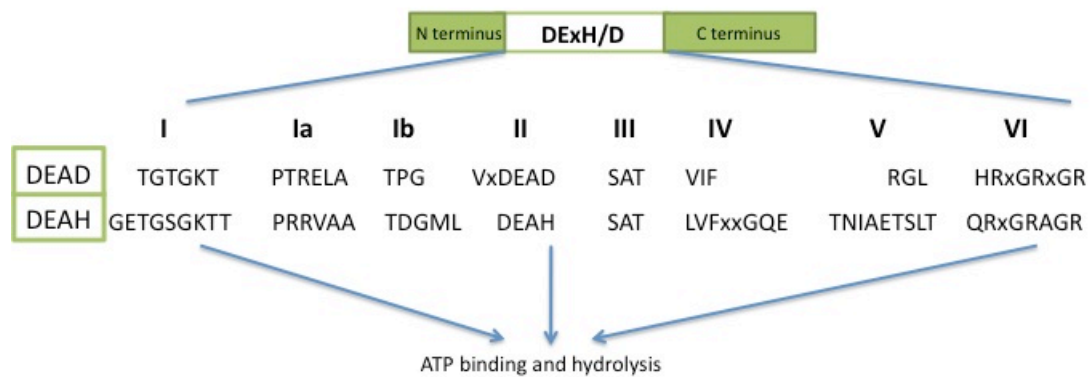 N terminus DExH/D C terminus
I Ia Ib II III IV V VI
DEAD TGTGKT PTRELA TPG VxDEAD SAT VIF RGL HRxGRxGR
DEAH GETGSGKTT PRRVAA TDGML DEAH SAT LVFxxGQE TNIAETSLT QRxGRAGR
ATP binding and hydrolysis